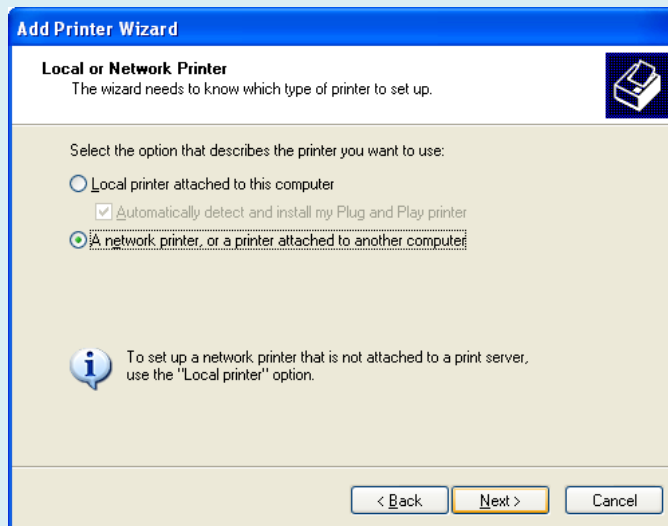 Add Printer Wizard
Local or Network Printer
The wizard needs to know which type of printer to set up.
Select the option that describes the printer you want to use:
Local printer attached to this computer
Automatically detect and install my Plug and Play printer
A network printer, or a printer attached to another computer
To set up a network printer that is not attached to a print server,
use the "Local printer" option.
< Back Next > Cancel